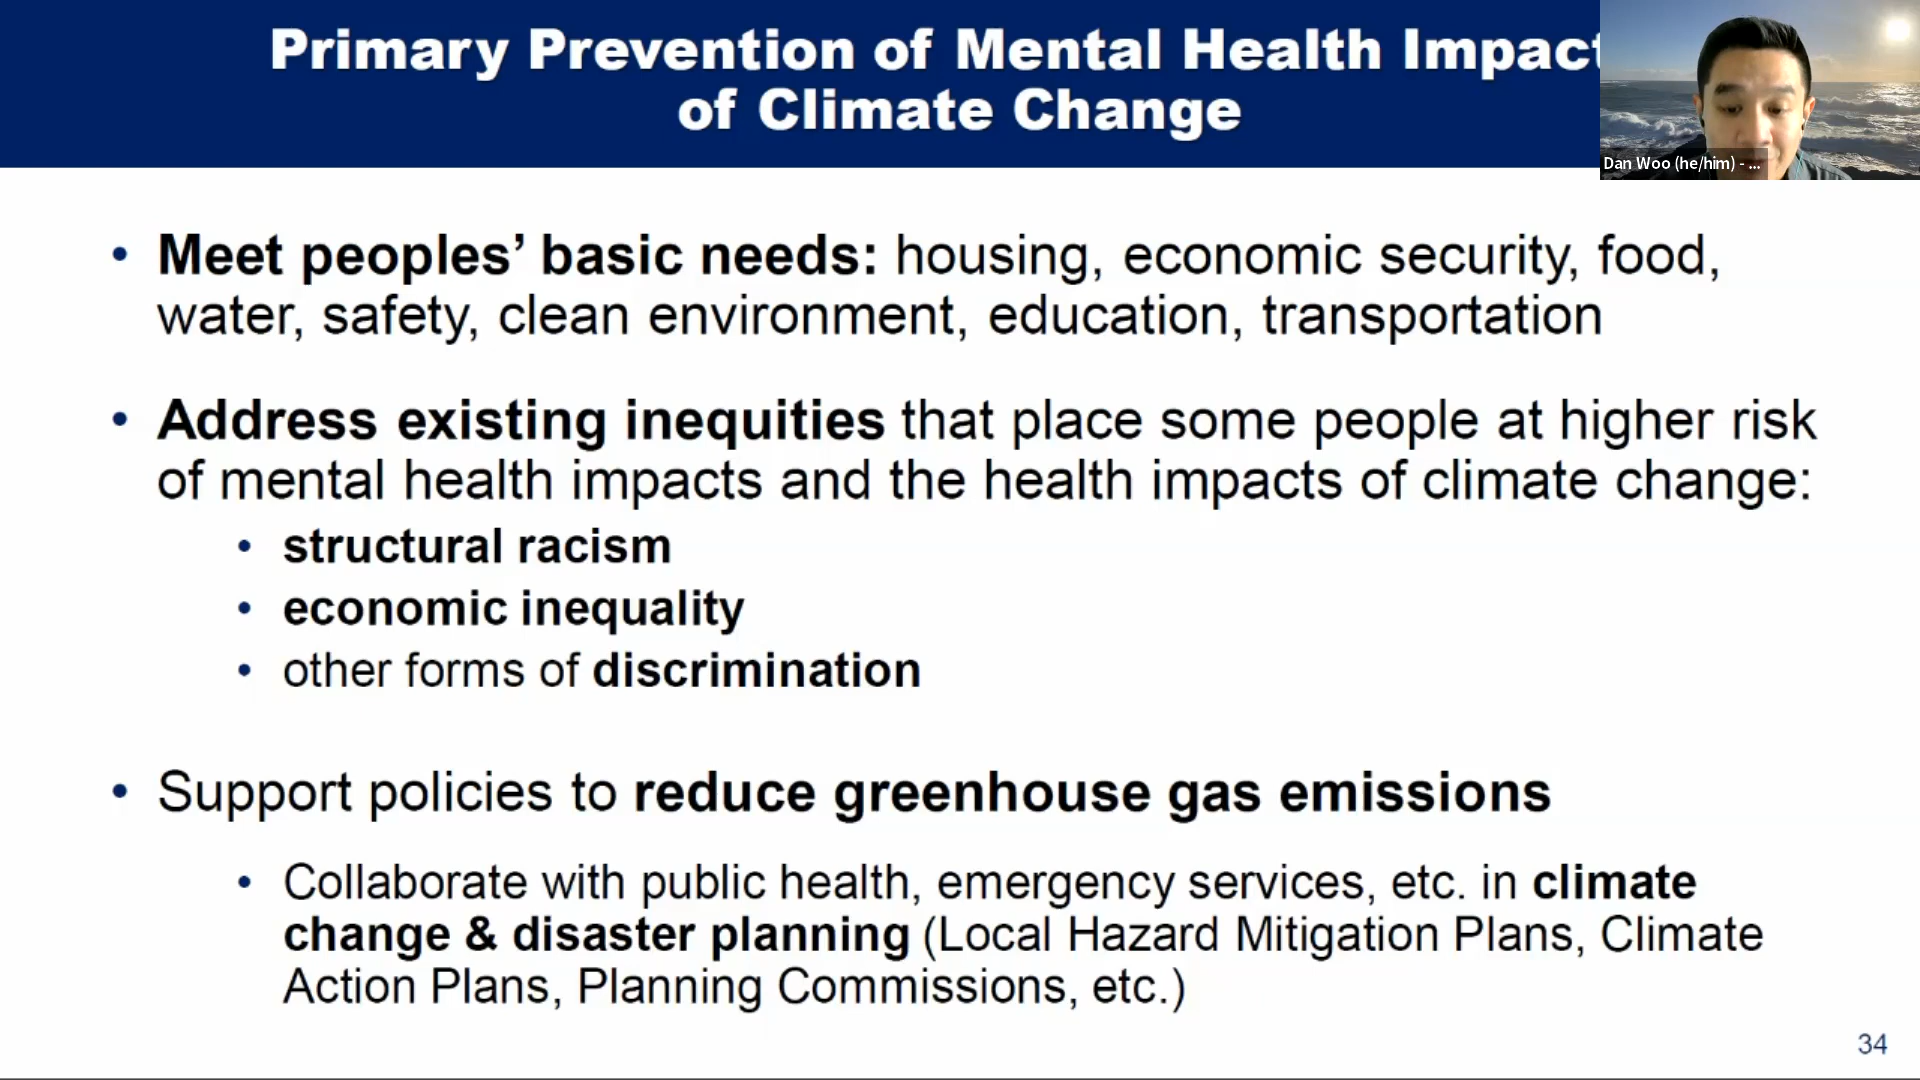 Primary Prevention of Mental Health Impact
of Climate Change
Dan Woo (he/him) - ...
• Meet peoples’ basic needs: housing, economic security, food,
water, safety, clean environment, education, transportation
• Address existing inequities that place some people at higher risk
of mental health impacts and the health impacts of climate change:
• structural racism
• economic inequality
• other forms of discrimination
• Support policies to reduce greenhouse gas emissions
• Collaborate with public health, emergency services, etc. in climate
change & disaster planning (Local Hazard Mitigation Plans, Climate
Action Plans, Planning Commissions, etc.)
34